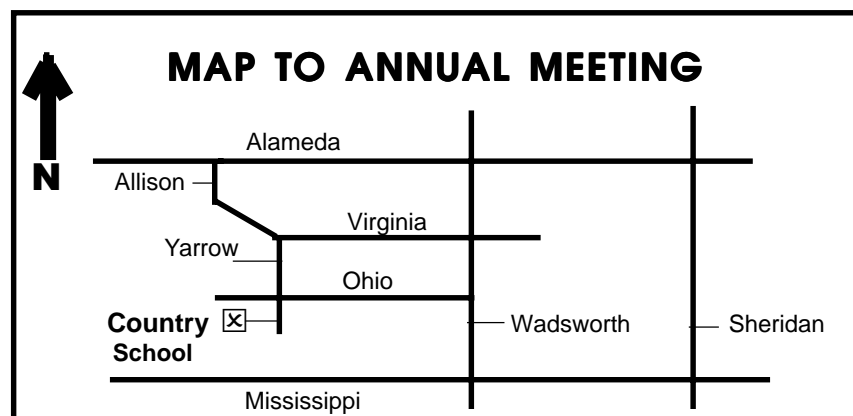 MAP TO ANNUAL MEETING
N
Alameda
Allison
Virginia
Yarrow
Ohio
Country
School
Wadsworth
Sheridan
Mississippi